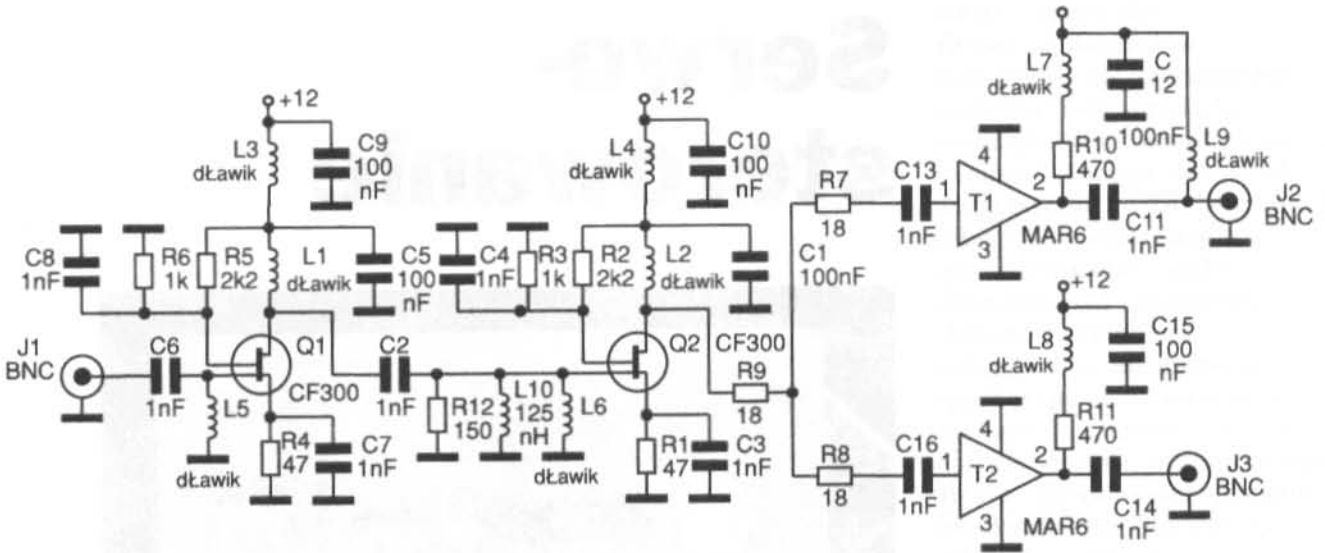 +12
L3
dŁawik
C9
100
nF
C8
1nF
R6
1k
R5
2k2
L1
dŁawik
C5
100
nF
J1
BNC
C6
1nF
L5
dŁawik
Q1
CF300
R4
47
C7
1nF
C2
1nF
R12
150
L10
125
nH
L6
dŁawik
+12
L4
dŁawik
C10
100
nF
C4
1nF
R3
1k
R2
2k2
L2
dŁawik
C1
100nF
Q2
CF300
R1
47
C3
1nF
R9
18
R7
18
C13
1nF
1
T1
4
3
2
MAR6
L7
dŁawik
C
12
100nF
R10
470
L9
dŁawik
C11
1nF
J2
BNC
R8
18
C16
1nF
1
T2
4
3
2
MAR6
+12
L8
dŁawik
C15
100
nF
R11
470
C14
1nF
J3
BNC